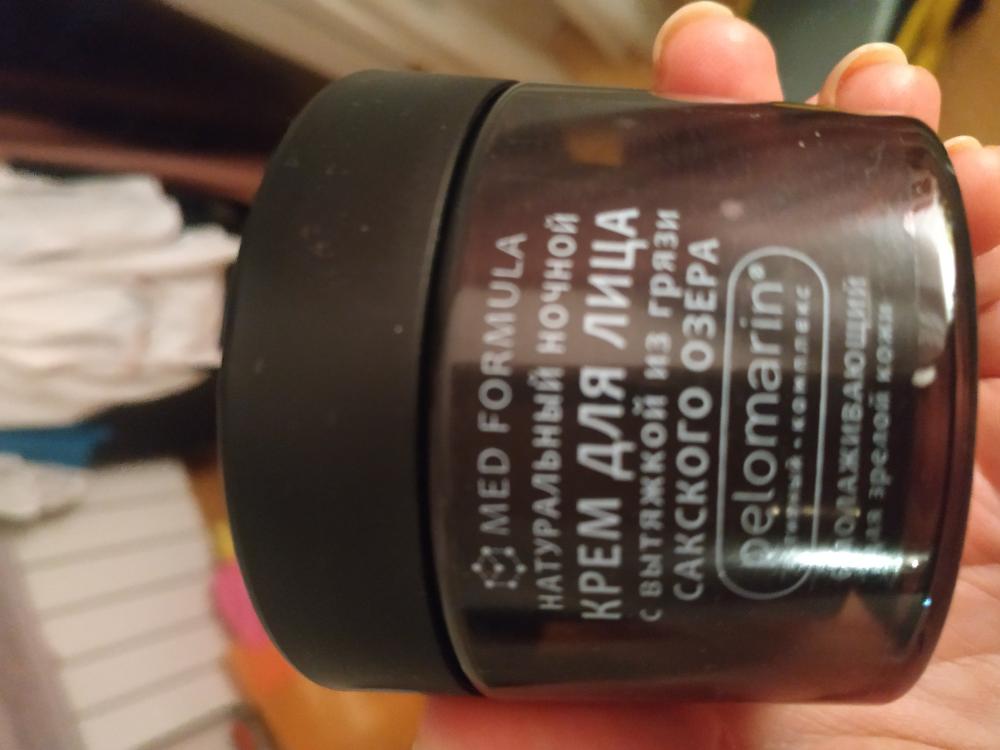 MED FORMULA
НАТУРАЛЬНЫЙ НОЧНОЙ
КРЕМ ДЛЯ ЛИЦА
С ВЫТЯЖКОЙ ИЗ ГРЯЗИ
САКСКОГО ОЗЕРА
pelomarin®
комплекс
ОМОЛАЖИВАЮЩИЙ
для зрелой кожи